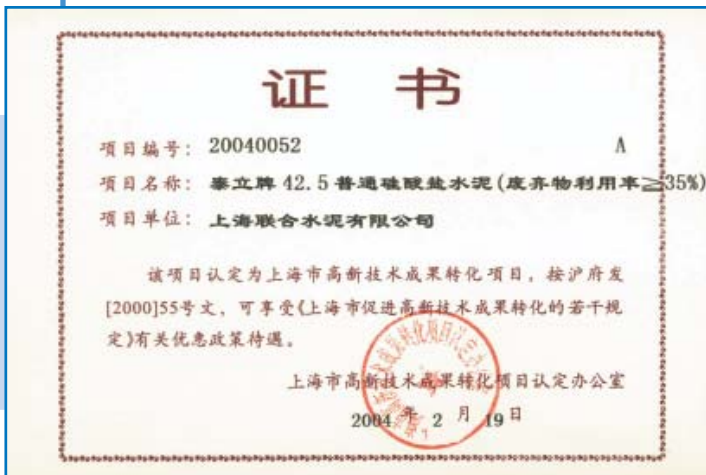 证 书
项目编号: 20040052 A
项目名称: 泰立牌 42.5 普通硅酸盐水泥(废弃物利用率≧35%)
项目单位: 上海联合水泥有限公司
该项目认定为上海市高新技术成果转化项目，按沪府发
[2000]55号文，可享受《上海市促进高新技术成果转化的若干规
定》有关优惠政策待遇。
上海市高新技术成果转化项目认定办公室
2004 年 2 月 19 日